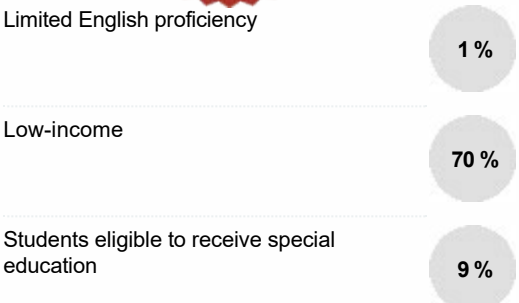 Limited English proficiency
1 %
Low-income
70 %
Students eligible to receive special
education
9 %